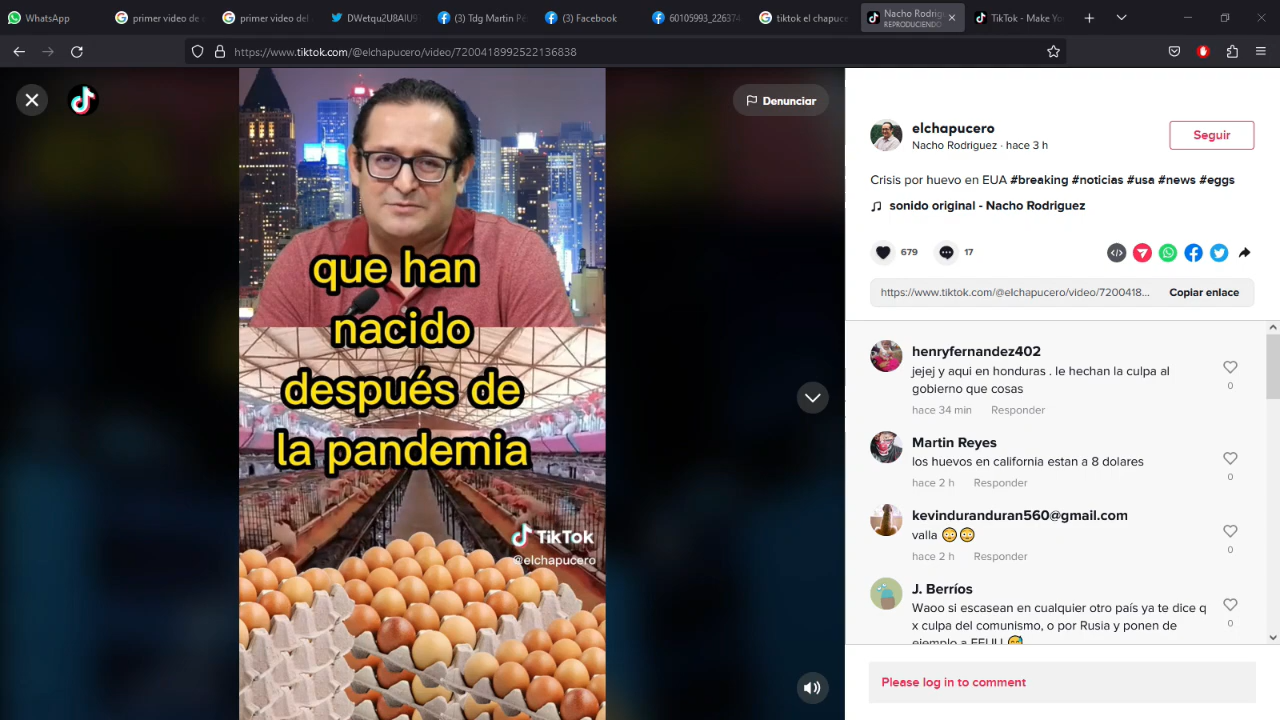 WhatsApp
primer video de
primer video del
DWetqu2U8AIU9
(3) Tdg Martin Pé
(3) Facebook
60105993_226374
tiktok el chapuce
Nacho Rodrigu
REPRODUCIENDO
TikTok - Make Yo
https://www.tiktok.com/@elchapucero/video/7200418992522136838
Denunciar
que han
nacido
después de
la pandemia
TikTok
@elchapucero
elchapucero
Nacho Rodriguez · hace 3 h
Seguir
Crisis por huevo en EUA #breaking #noticias #usa #news #eggs
sonido original - Nacho Rodriguez
679
17
https://www.tiktok.com/@elchapucero/video/7200418...
Copiar enlace
henryfernandez402
jejej y aqui en honduras . le hechan la culpa al
gobierno que cosas
0
hace 34 min Responder
Martin Reyes
los huevos en california estan a 8 dolares
0
hace 2 h Responder
kevinduranduran560@gmail.com
valla 😳😳
0
hace 2 h Responder
J. Berríos
Waoo si escasean en cualquier otro país ya te dice q
x culpa del comunismo, o por Rusia y ponen de
0
ejemplo a EEUU 😅
Please log in to comment